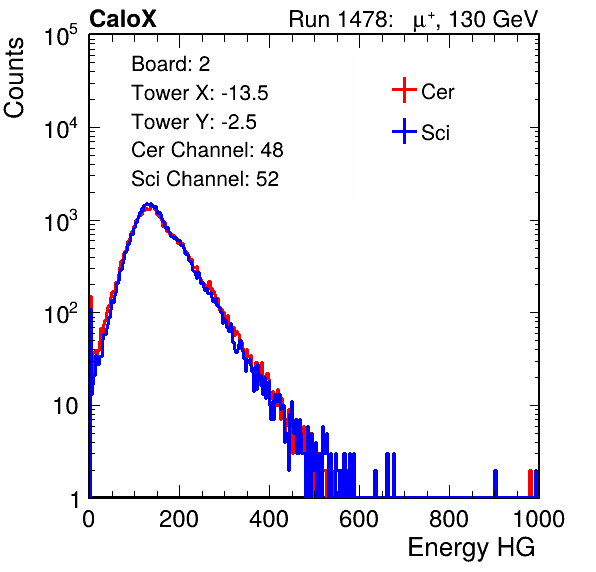 CaloX Run 1478: μ⁺, 130 GeV
Counts
10⁵
10⁴
10³
10²
10
1
Board: 2
Tower X: -13.5
Tower Y: -2.5
Cer Channel: 48
Sci Channel: 52
Cer
Sci
0 200 400 600 800 1000
Energy HG